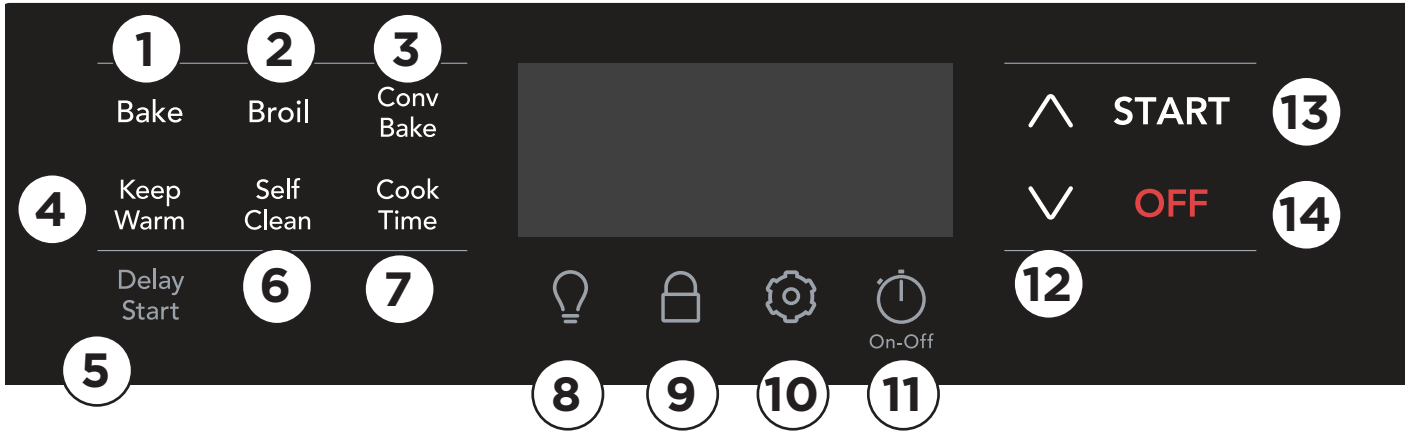 1 2 3
Bake Broil Conv
Bake
START 13
4 Keep
Warm
Self
Clean
Cook
Time
OFF 14
Delay
Start
6 7 12
On-Off
5 8 9 10 11